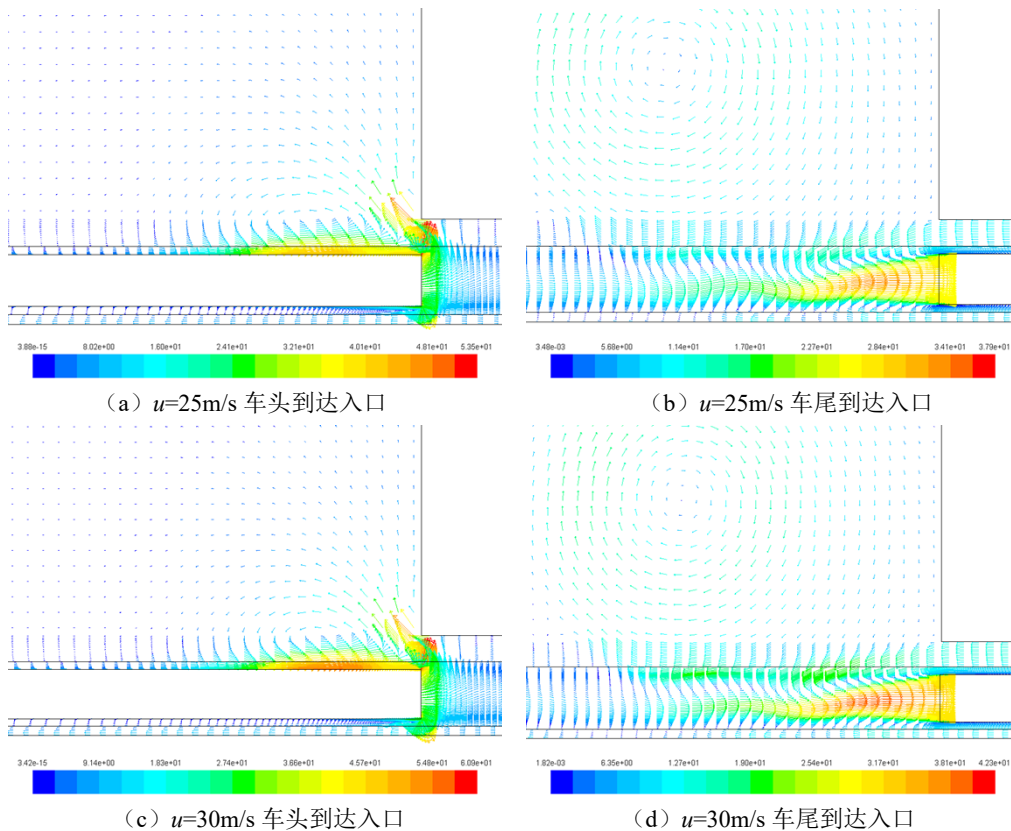 3.88e-15 8.02e+00 1.60e+01 2.41e+01 3.21e+01 4.01e+01 4.81e+01 5.35e+01
3.48e-03 5.68e+00 1.14e+01 1.70e+01 2.27e+01 2.84e+01 3.41e+01 3.79e+01
（a）u=25m/s 车头到达入口
（b）u=25m/s 车尾到达入口
3.42e-15 9.14e+00 1.83e+01 2.74e+01 3.66e+01 4.57e+01 5.48e+01 6.09e+01
1.82e-03 6.35e+00 1.27e+01 1.90e+01 2.54e+01 3.17e+01 3.81e+01 4.23e+01
（c）u=30m/s 车头到达入口
（d）u=30m/s 车尾到达入口